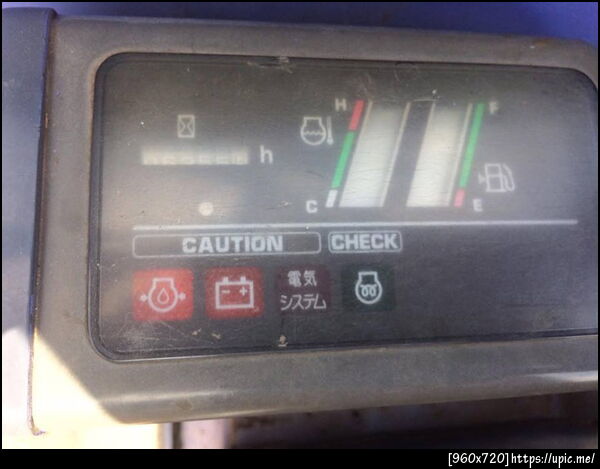 H F
h
C E
CAUTION CHECK
電気
システム
[960x720]https://upic.me/